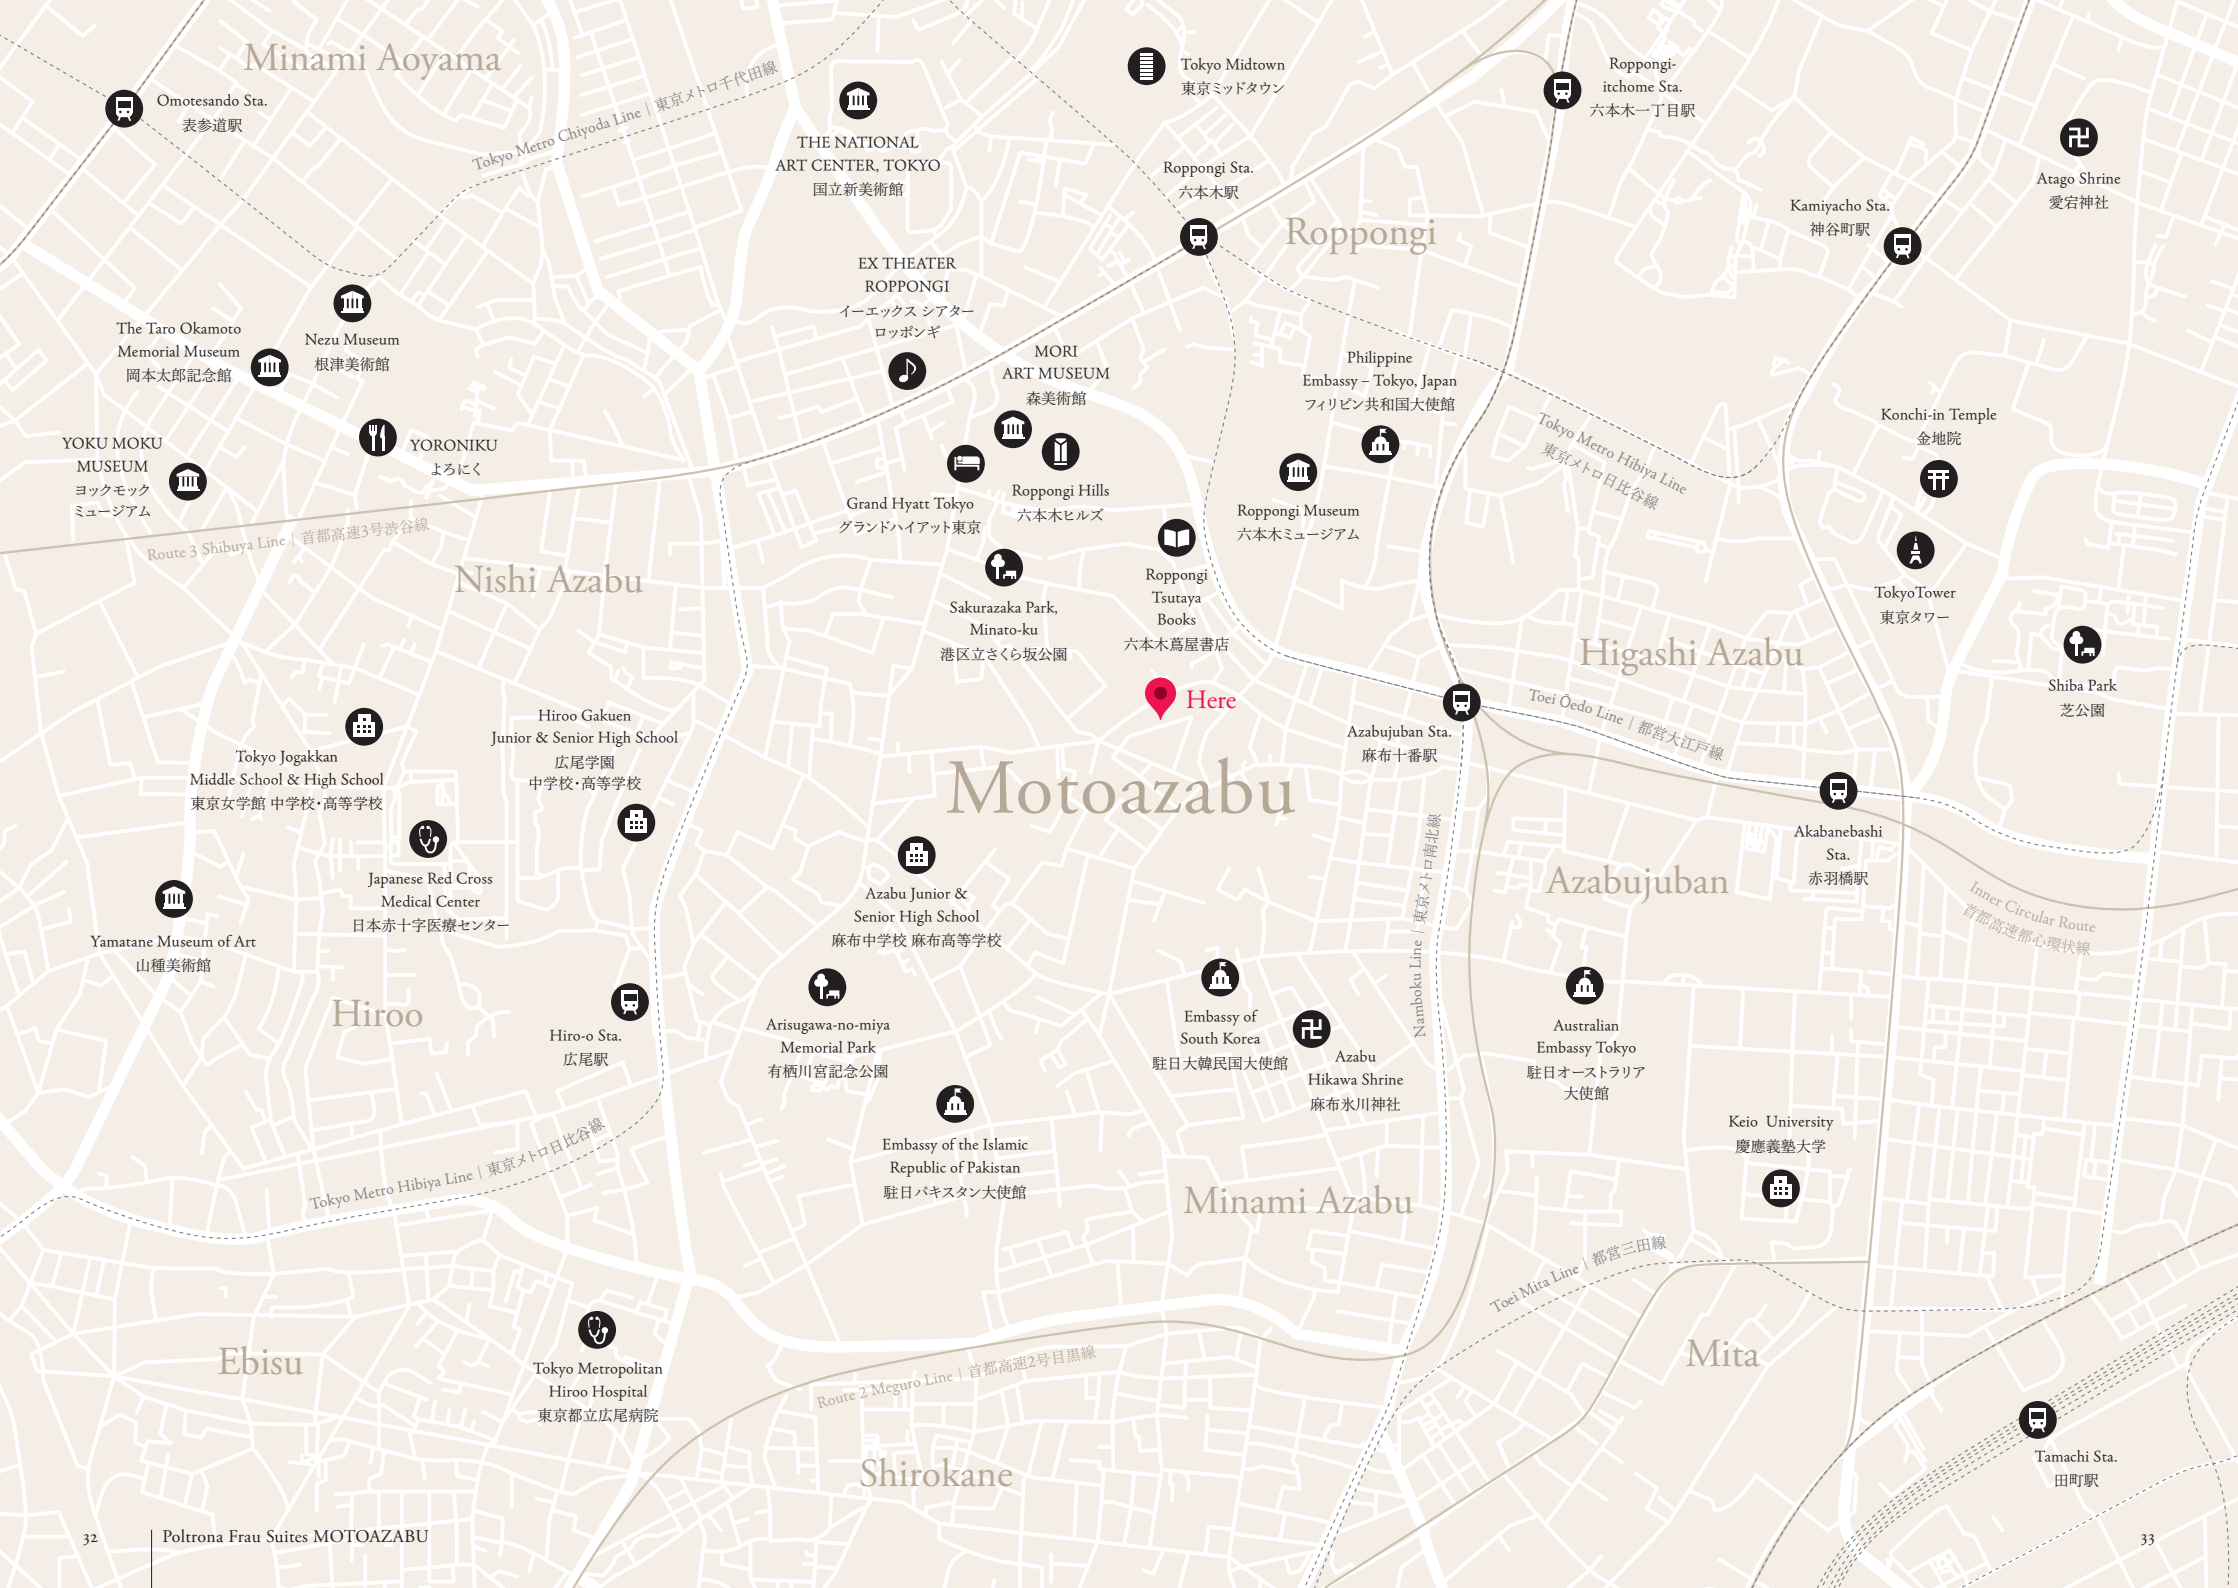 Minami Aoyama
Omotesando Sta.
表参道駅
Tokyo Metro Chiyoda Line | 東京メトロ千代田線
THE NATIONAL
ART CENTER, TOKYO
国立新美術館
Tokyo Midtown
東京ミッドタウン
Roppongi-
itchome Sta.
六本木一丁目駅
Atago Shrine
愛宕神社
Roppongi Sta.
六本木駅
Roppongi
Kamiyacho Sta.
神谷町駅
EX THEATER
ROPPONGI
イーエックス シアター
ロッポンギ
The Taro Okamoto
Memorial Museum
岡本太郎記念館
Nezu Museum
根津美術館
MORI
ART MUSEUM
森美術館
Philippine
Embassy – Tokyo, Japan
フィリピン共和国大使館
YOKU MOKU
MUSEUM
ヨックモック
ミュージアム
YORONIKU
よろにく
Tokyo Metro Hibiya Line
東京メトロ日比谷線
Konchi-in Temple
金地院
Grand Hyatt Tokyo
グランドハイアット東京
Roppongi Hills
六本木ヒルズ
Roppongi Museum
六本木ミュージアム
Route 3 Shibuya Line | 首都高速3号渋谷線
Nishi Azabu
Sakurazaka Park,
Minato-ku
港区立さくら坂公園
Roppongi
Tsutaya
Books
六本木蔦屋書店
TokyoTower
東京タワー
Higashi Azabu
Shiba Park
芝公園
Here
Toei Ōedo Line | 都営大江戸線
Azabujuban Sta.
麻布十番駅
Tokyo Jogakkan
Middle School & High School
東京女学館 中学校・高等学校
Hiroo Gakuen
Junior & Senior High School
広尾学園
中学校・高等学校
Motoazabu
Akabanebashi
Sta.
赤羽橋駅
Japanese Red Cross
Medical Center
日本赤十字医療センター
Azabu Junior &
Senior High School
麻布中学校 麻布高等学校
Namboku Line | 東京メトロ南北線
Azabujuban
Inner Circular Route
首都高速都心環状線
Yamatane Museum of Art
山種美術館
Hiroo
Hiro-o Sta.
広尾駅
Arisugawa-no-miya
Memorial Park
有栖川宮記念公園
Embassy of
South Korea
駐日大韓民国大使館
Azabu
Hikawa Shrine
麻布氷川神社
Australian
Embassy Tokyo
駐日オーストラリア
大使館
Keio University
慶應義塾大学
Embassy of the Islamic
Republic of Pakistan
駐日パキスタン大使館
Tokyo Metro Hibiya Line | 東京メトロ日比谷線
Minami Azabu
Toei Mita Line | 都営三田線
Ebisu
Tokyo Metropolitan
Hiroo Hospital
東京都立広尾病院
Route 2 Meguro Line | 首都高速2号目黒線
Mita
Shirokane
Tamachi Sta.
田町駅
32
Poltrona Frau Suites MOTOAZABU
33